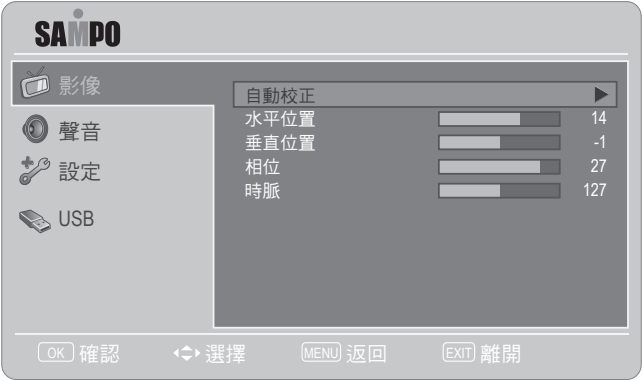 SAMPO
影像
聲音
設定
USB
自動校正
水平位置 14
垂直位置 -1
相位 27
時脈 127
OK 確認 選擇 MENU 返回 EXIT 離開